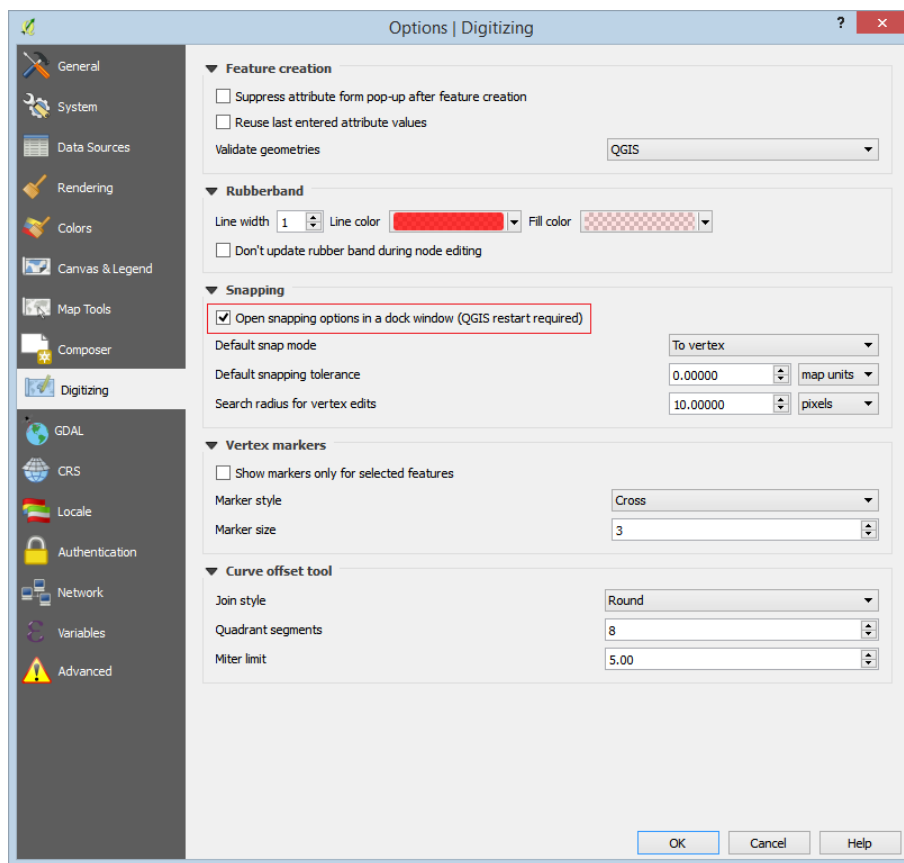 Options | Digitizing
?
General
System
Data Sources
Rendering
Colors
Canvas & Legend
Map Tools
Composer
Digitizing
GDAL
CRS
Locale
Authentication
Network
Variables
Advanced
Feature creation
Suppress attribute form pop-up after feature creation
Reuse last entered attribute values
Validate geometries QGIS
Rubberband
Line width 1 Line color Fill color
Don't update rubber band during node editing
Snapping
Open snapping options in a dock window (QGIS restart required)
Default snap mode To vertex
Default snapping tolerance 0.00000 map units
Search radius for vertex edits 10.00000 pixels
Vertex markers
Show markers only for selected features
Marker style Cross
Marker size 3
Curve offset tool
Join style Round
Quadrant segments 8
Miter limit 5.00
OK Cancel Help